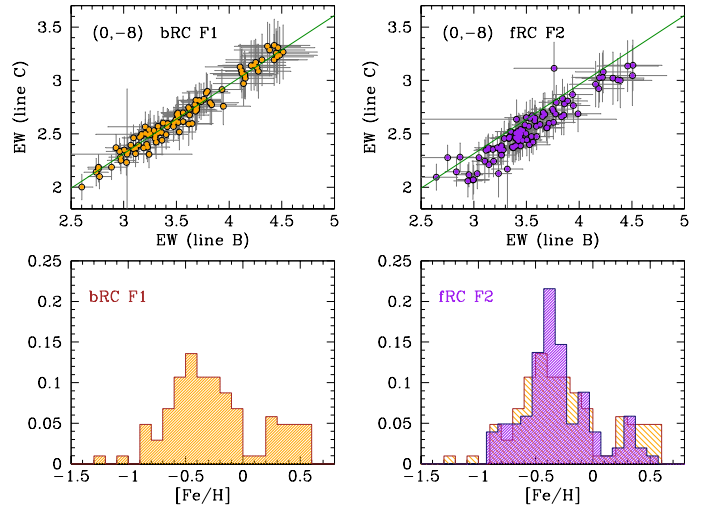 3.5
3
2.5
2
EW (line C)
(0,−8) bRC F1
2.5 3 3.5 4 4.5 5
EW (line B)
3.5
3
2.5
2
EW (line C)
(0,−8) fRC F2
2.5 3 3.5 4 4.5 5
EW (line B)
0.25
0.2
0.15
0.1
0.05
0
bRC F1
−1.5 −1 −0.5 0 0.5
[Fe/H]
0.25
0.2
0.15
0.1
0.05
0
fRC F2
−1.5 −1 −0.5 0 0.5
[Fe/H]